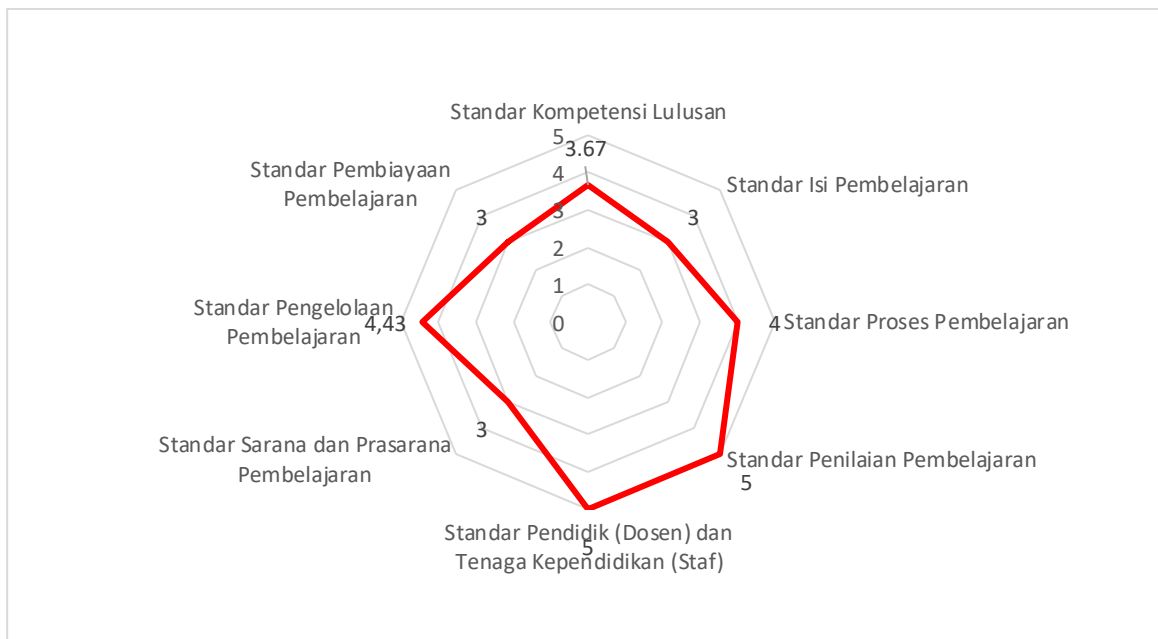 Standar Kompetensi Lulusan
5
3.67
4
3
2
1
0
Standar Isi Pembelajaran
3
Standar Proses Pembelajaran
4
Standar Penilaian Pembelajaran
5
Standar Pendidik (Dosen) dan
Tenaga Kependidikan (Staf)
5
Standar Sarana dan Prasarana
Pembelajaran
3
Standar Pengelolaan
Pembelajaran
4,43
Standar Pembiayaan
Pembelajaran
3